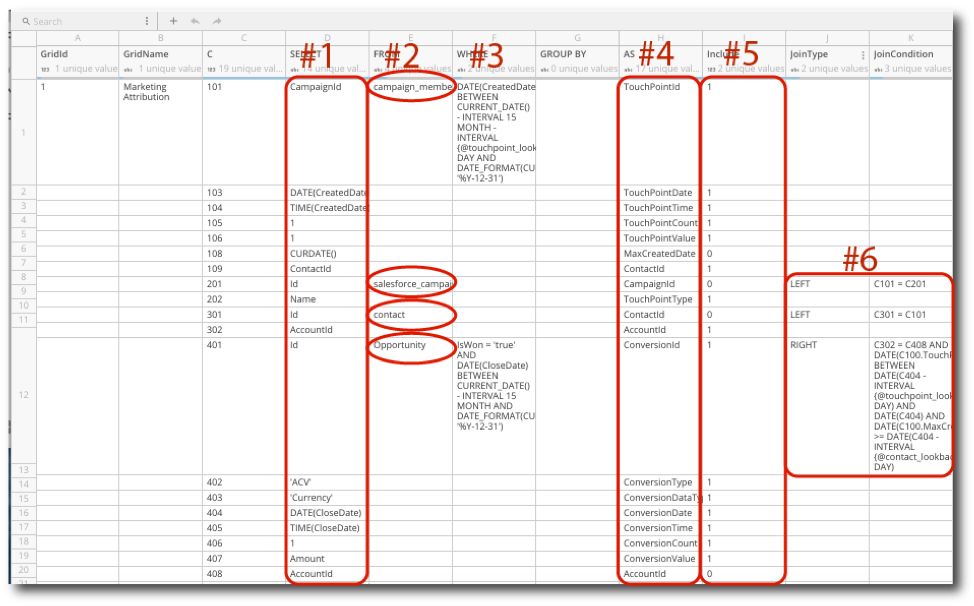 Search
A B C D E F G H I J K
GridId GridName C SELECT FROM WHERE GROUP BY AS Include JoinType JoinCondition
#1 #2 #3 #4 #5
123 1 unique value abc 1 unique value 123 19 unique val... unique val... unique values unique values abc 0 unique values 17 unique val... 2 unique values abc 2 unique values abc 3 unique values
1 1 Marketing Attribution 101 CampaignId campaign_membe DATE(CreatedDate TouchPointId 1
BETWEEN
CURRENT_DATE()
- INTERVAL 15
MONTH -
INTERVAL
{@touchpoint_look
DAY AND
DATE_FORMAT(CU
'%Y-12-31')
2 103 DATE(CreatedDate TouchPointDate 1
3 104 TIME(CreatedDate TouchPointTime 1
4 105 1 TouchPointCount 1
5 106 1 TouchPointValue 1
6 108 CURDATE() MaxCreatedDate 0
7 109 ContactId ContactId 1
#6
8 201 Id salesforce_campai CampaignId 0 LEFT C101 = C201
9 202 Name TouchPointType 1
10 301 Id contact ContactId 0 LEFT C301 = C101
11 302 AccountId AccountId 1
12 401 Id Opportunity IsWon = 'true' ConversionId 1 RIGHT C302 = C408 AND
AND DATE(C100.Touch
DATE(CloseDate) BETWEEN
BETWEEN DATE(C404 -
CURRENT_DATE() INTERVAL
- INTERVAL 15 {@touchpoint_look
MONTH AND DAY) AND
DATE_FORMAT(CU DATE(C404) AND
'%Y-12-31') DATE(C100.MaxCr
>= DATE(C404 -
INTERVAL
{@contact_lookba
DAY)
13 402 'ACV' ConversionType 1
14 403 'Currency' ConversionDataTy 1
15 404 DATE(CloseDate) ConversionDate 1
16 405 TIME(CloseDate) ConversionTime 1
17 406 1 ConversionCount 1
18 407 Amount ConversionValue 1
19 408 AccountId AccountId 0
20